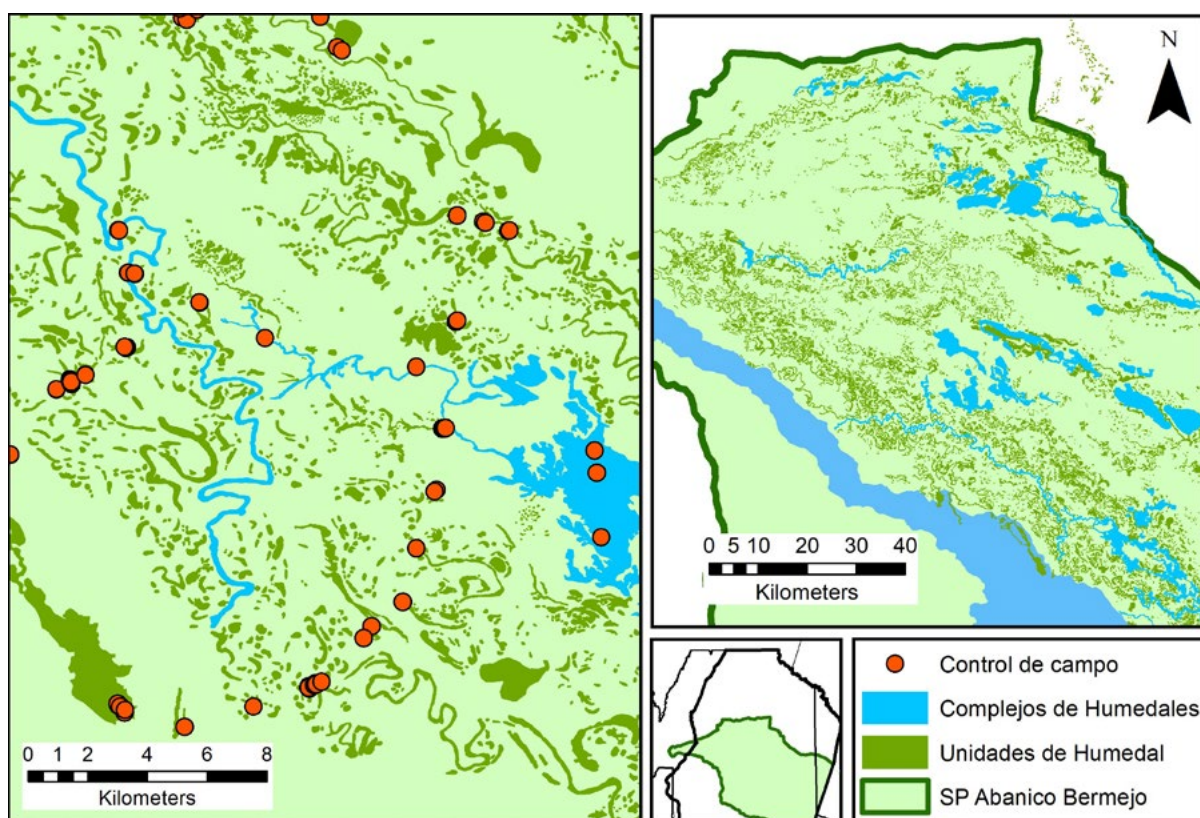 N
0 5 10 20 30 40
Kilometers
0 2 4 6 8
Kilometers
Control de campo
Complejos de Humedales
Unidades de Humedal
SP Abanico Bermejo